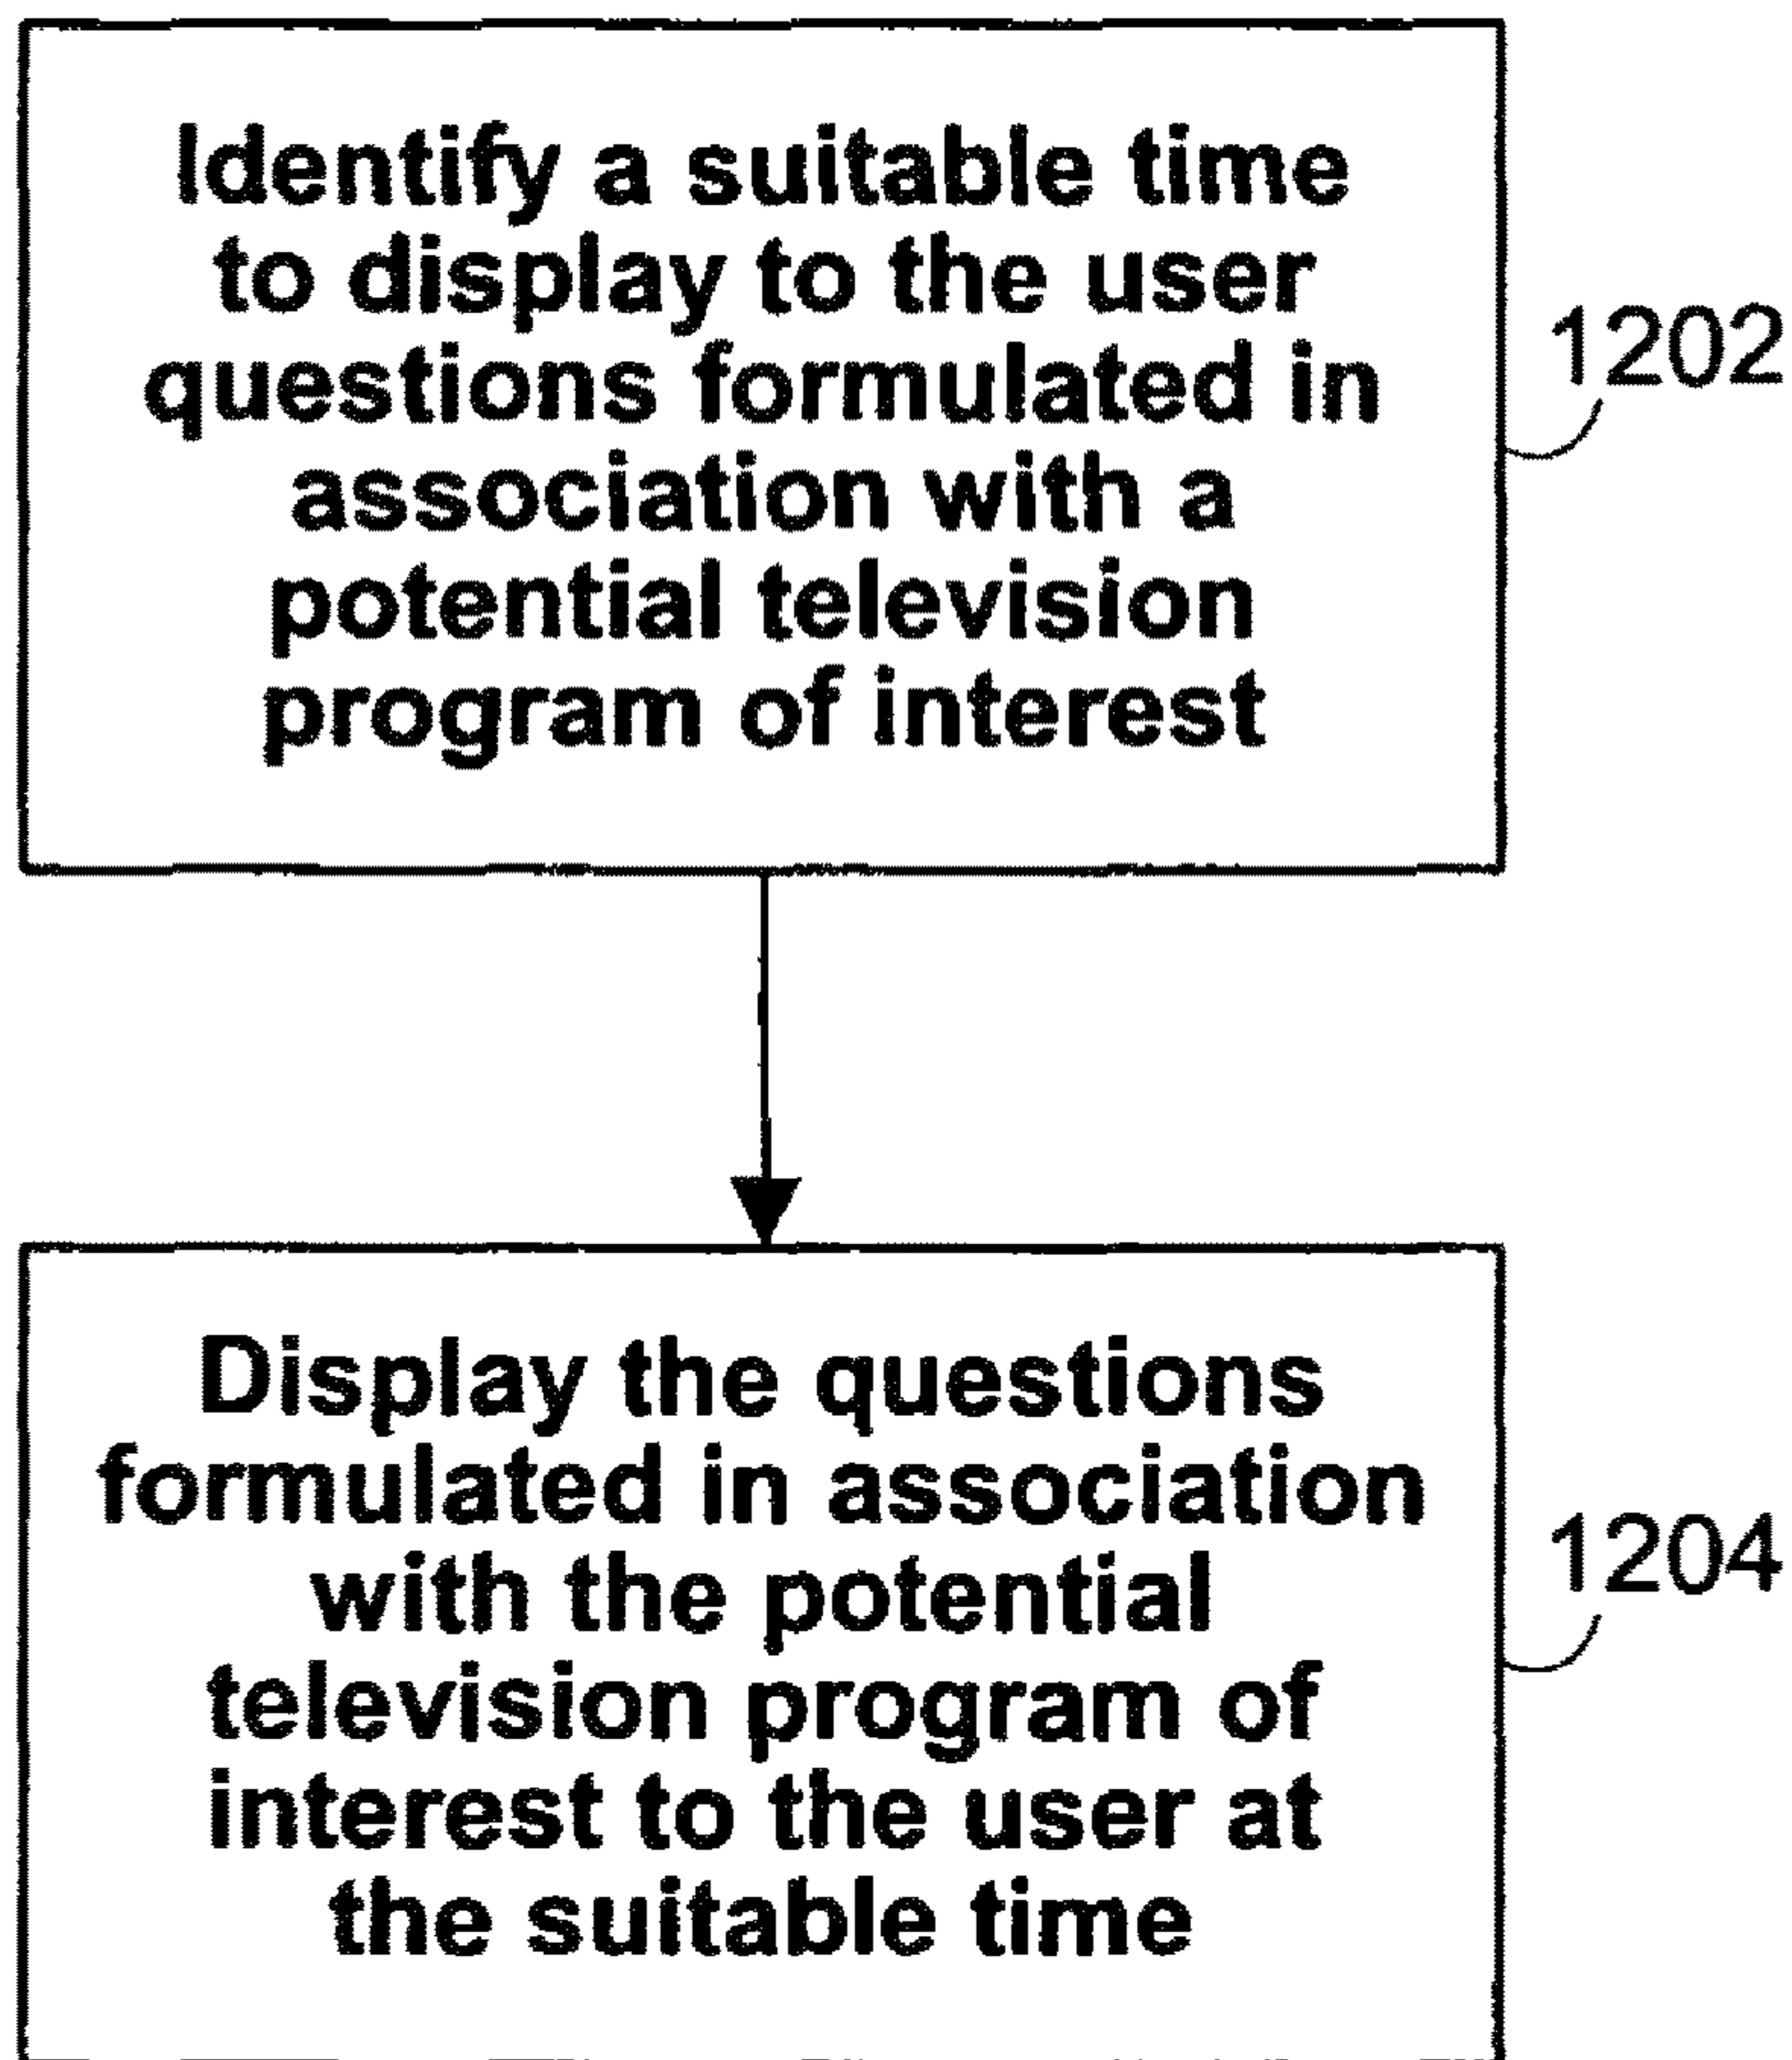 Identify a suitable time
to display to the user
questions formulated in
association with a
potential television
program of interest
1202
Display the questions
formulated in association
with the potential
television program of
interest to the user at
the suitable time
1204